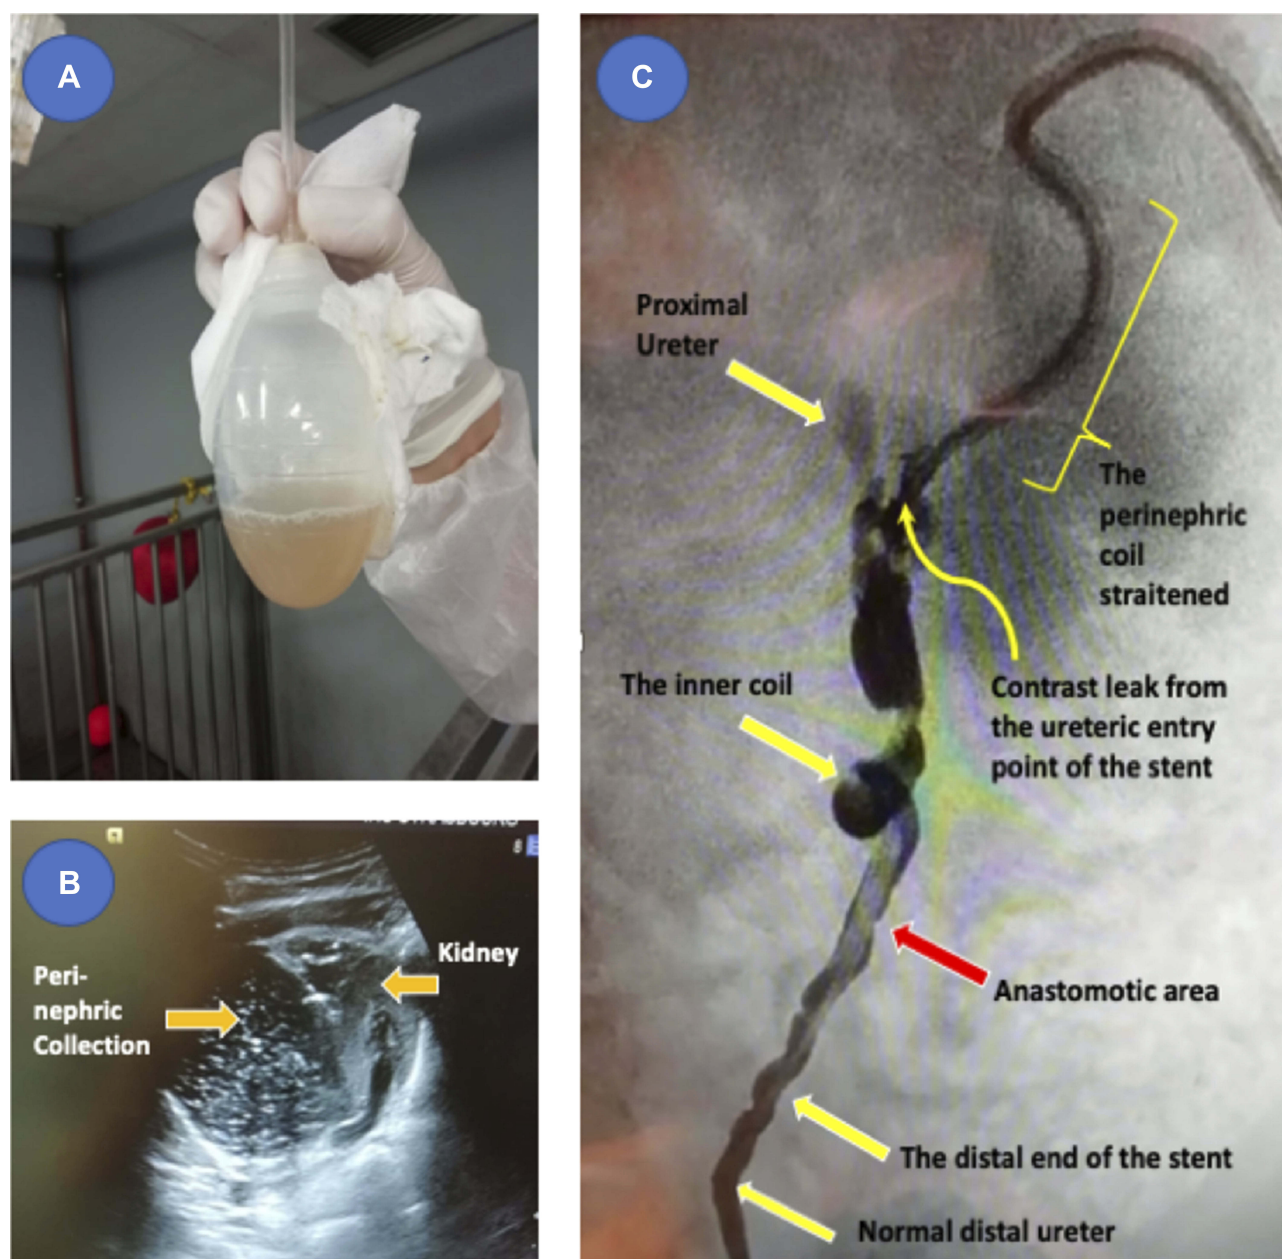 A
B
Peri-
nephric
Collection
Kidney
8
C
Proximal
Ureter
The
perinephric
coil
straitened
The inner coil
Contrast leak from
the ureteric entry
point of the stent
Anastomotic area
The distal end of the stent
Normal distal ureter